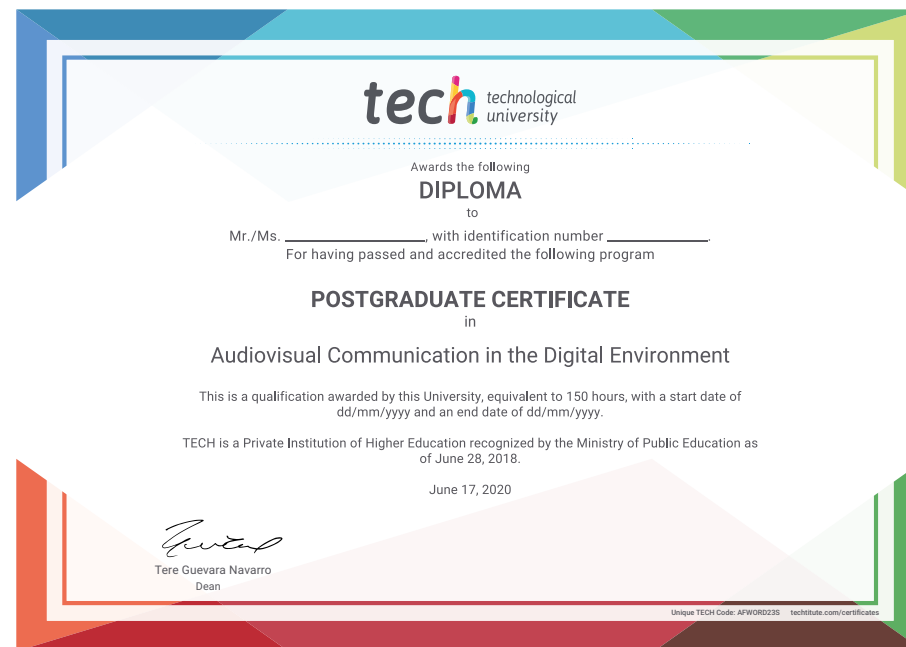 tech technological
university
Awards the following
DIPLOMA
to
Mr./Ms. ____________________, with identification number ______________.
For having passed and accredited the following program
POSTGRADUATE CERTIFICATE
in
Audiovisual Communication in the Digital Environment
This is a qualification awarded by this University, equivalent to 150 hours, with a start date of
dd/mm/yyyy and an end date of dd/mm/yyyy.
TECH is a Private Institution of Higher Education recognized by the Ministry of Public Education as
of June 28, 2018.
June 17, 2020
Tere Guevara Navarro
Dean
Unique TECH Code: AFWORD23S techtitute.com/certificates